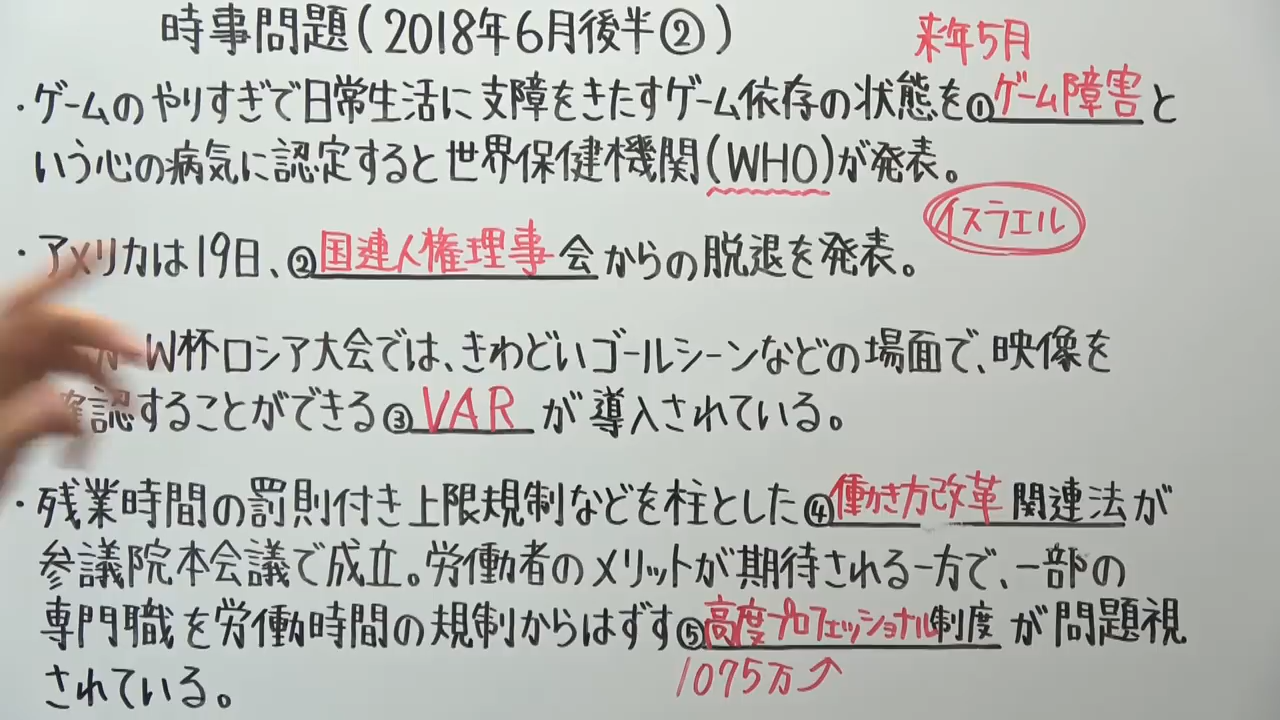 時事問題(2018年6月後半②)
来年5月
・ゲームのやりすぎで日常生活に支障をきたすゲーム依存の状態を①ゲーム障害と
いう心の病気に認定すると世界保健機関(WHO)が発表。
イスラエル
・アメリカは19日、②国連人権理事会からの脱退を発表。
W杯ロシア大会では、きわどいゴールシーンなどの場面で、映像を
確認することができる③VARが導入されている。
・残業時間の罰則付き上限規制などを柱とした④働き方改革関連法が
参議院本会議で成立。労働者のメリットが期待される一方で、一部の
専門職を労働時間の規制からはずす⑤高度プロフェッショナル制度が問題視
されている。
1075万↗